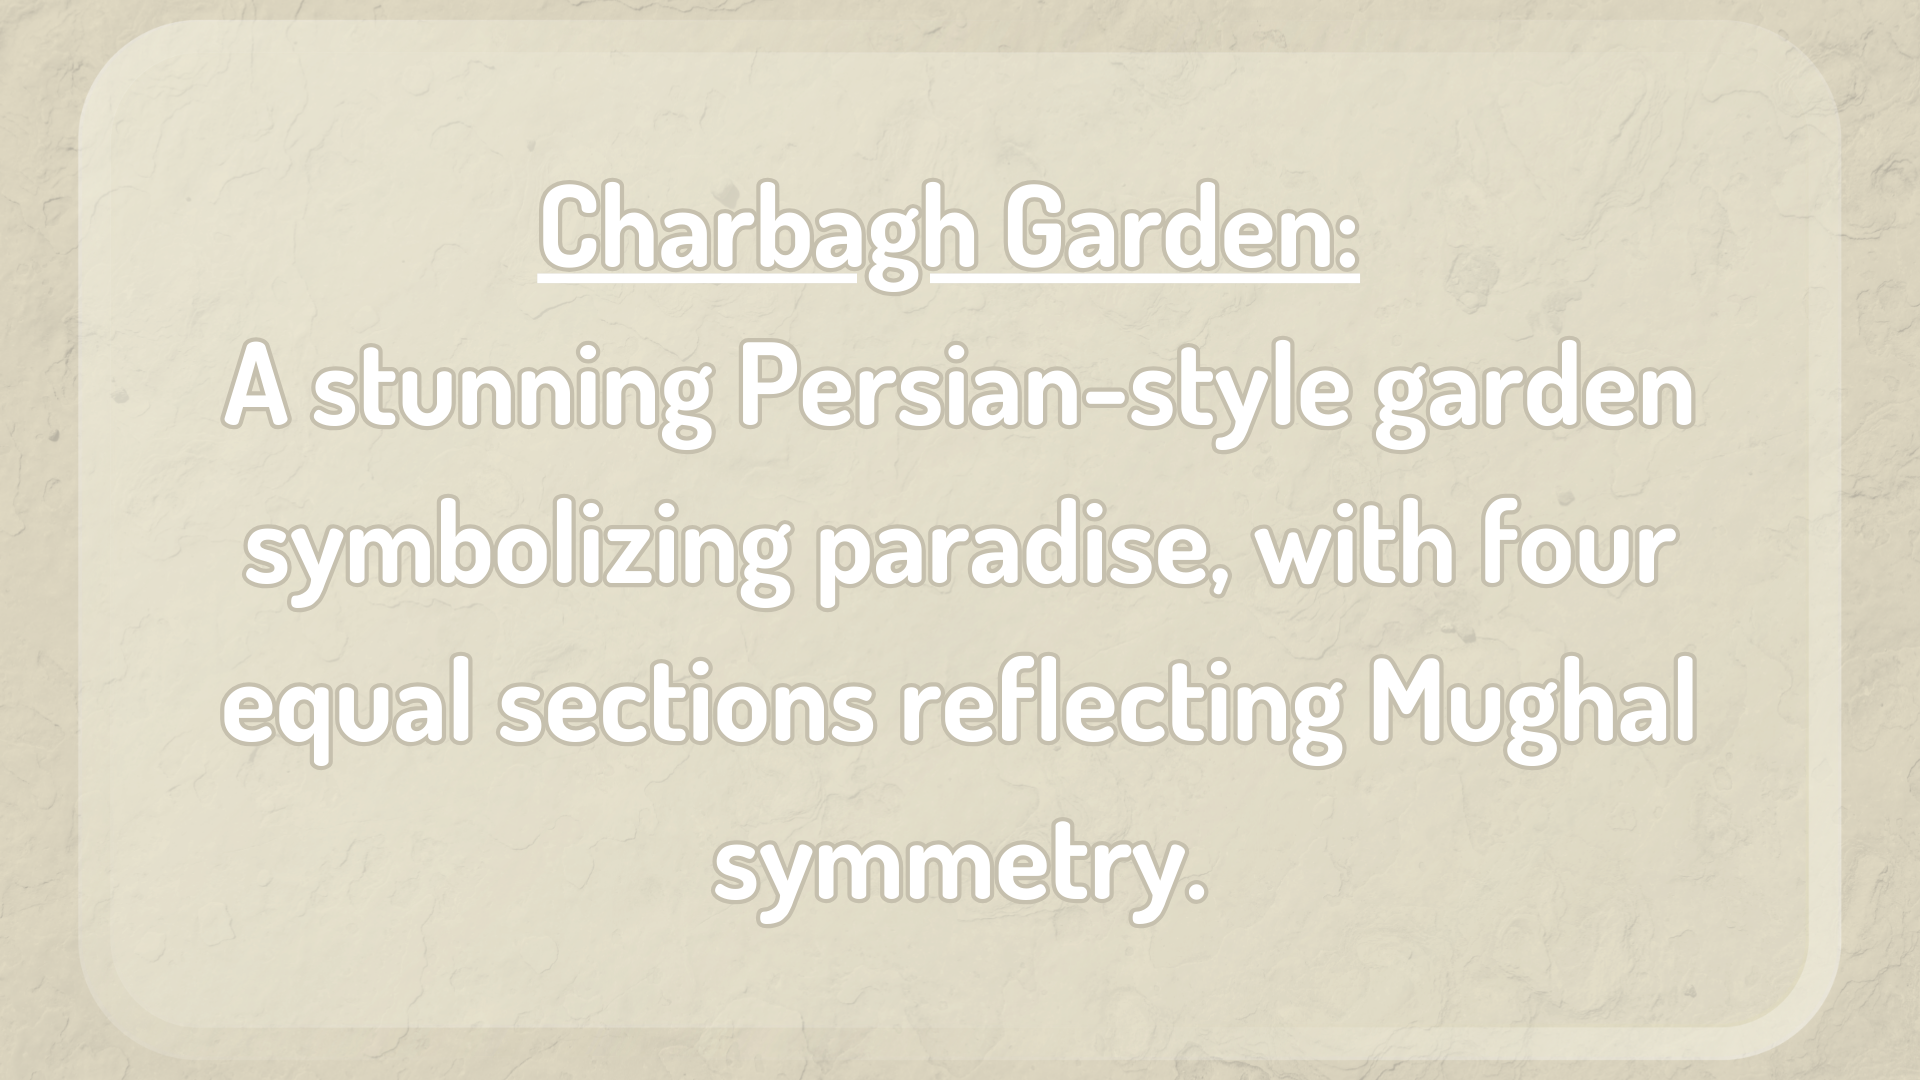 Charbagh Garden:
A stunning Persian-style garden
symbolizing paradise, with four
equal sections reflecting Mughal
symmetry.